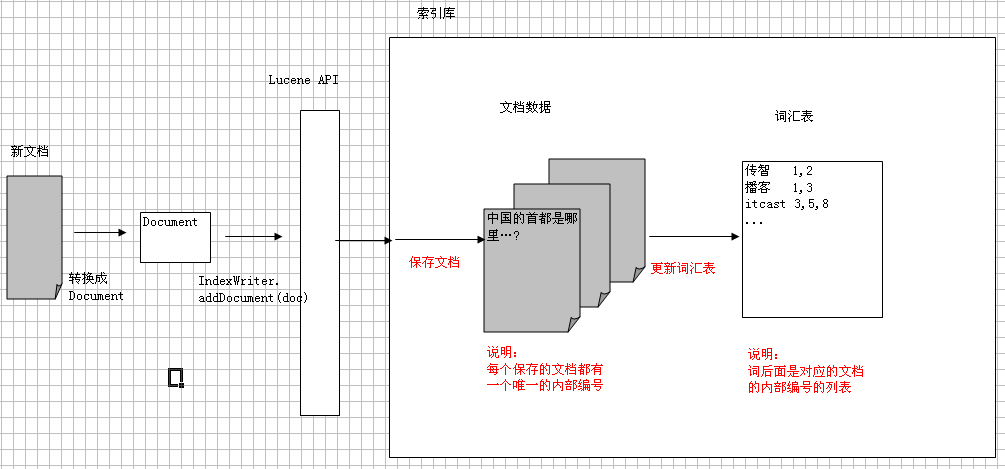 索引库
Lucene API
文档数据
词汇表
新文档
Document
转换成
Document
IndexWriter.
addDocument(doc)
保存文档
中国的首都是哪
里…?
更新词汇表
传智 1,2
播客 1,3
itcast 3,5,8
...
说明:
每个保存的文档都有
一个唯一的内部编号
说明:
词后面是对应的文档
的内部编号的列表